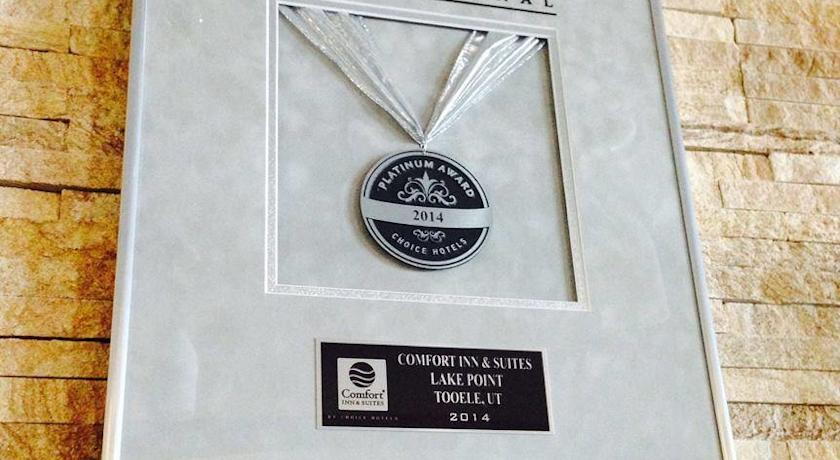 PLATINUM AWARD
2014
CHOICE HOTELS
Comfort
INN & SUITES
BY CHOICE HOTELS
COMFORT INN & SUITES
LAKE POINT
TOOELE, UT
2014